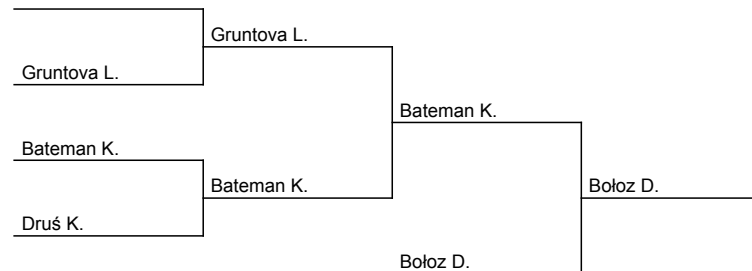 Gruntova L.
Gruntova L.
Bateman K.
Bateman K.
Bateman K.
Bołoz D.
Druś K.
Bołoz D.